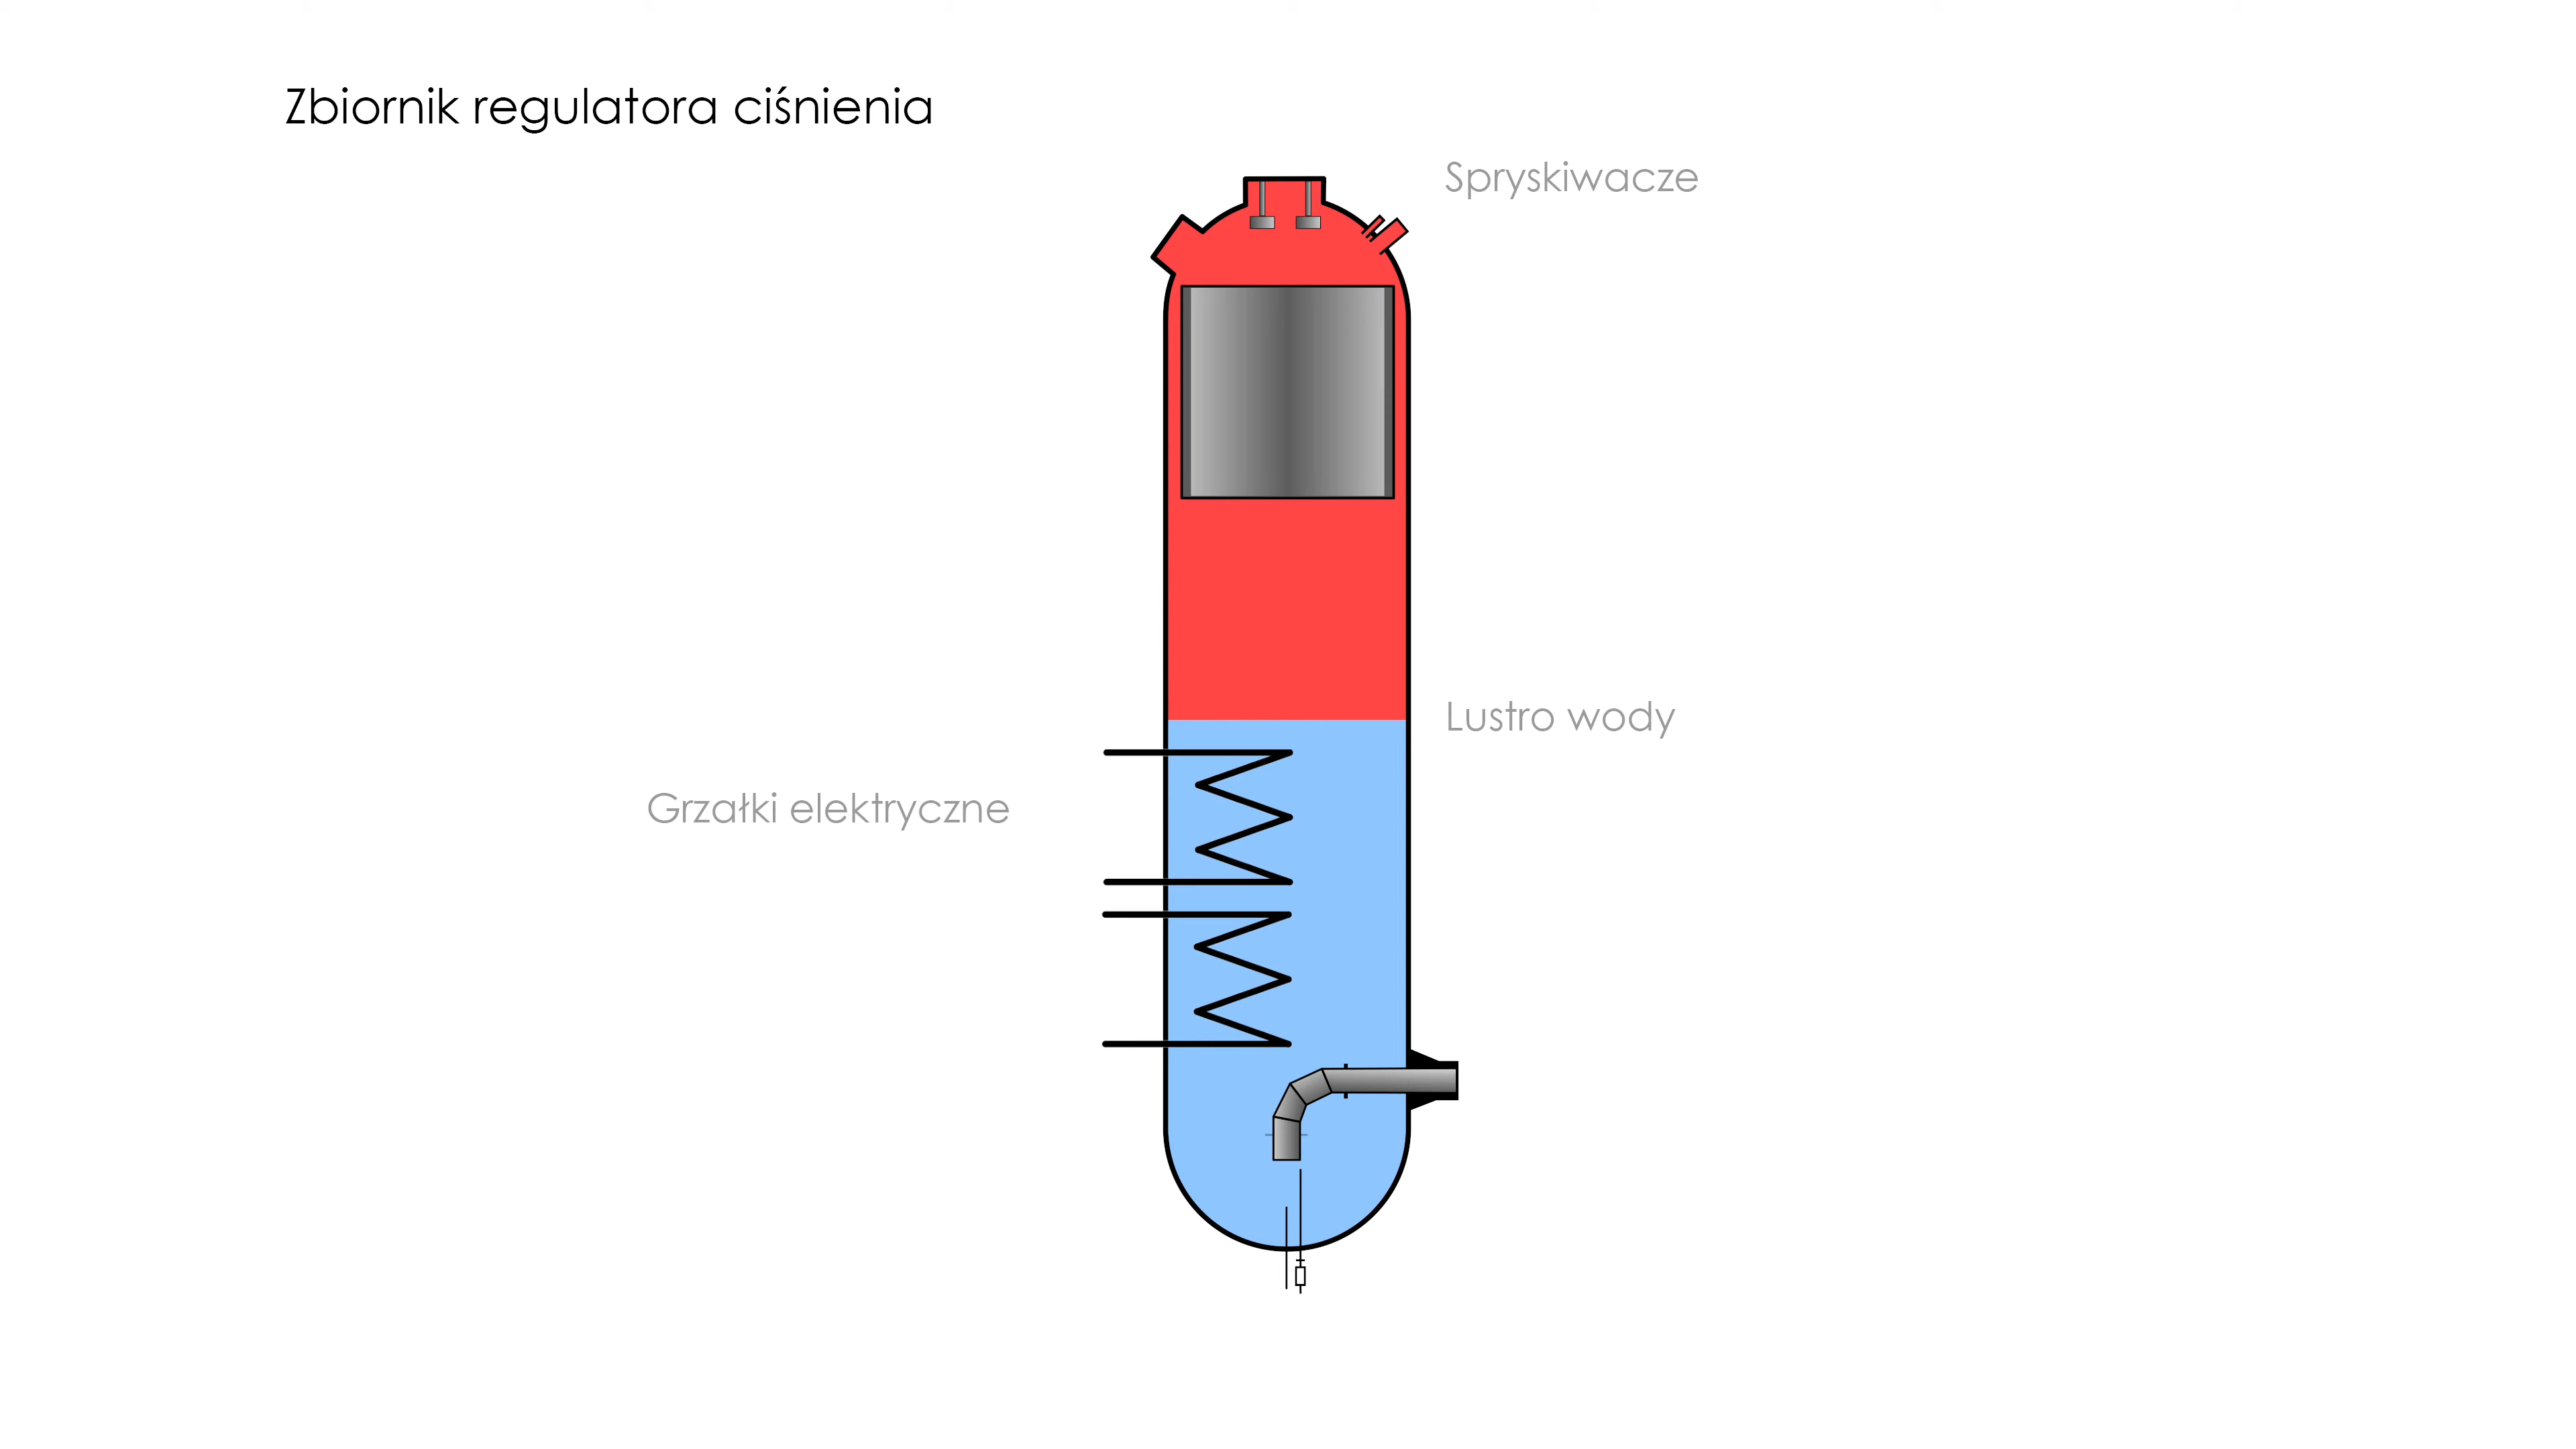 Zbiornik regulatora ciśnienia
Spryskiwacze
Lustro wody
Grzałki elektryczne